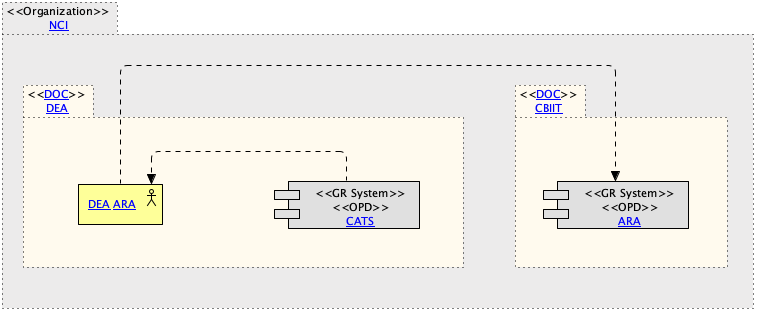 <<Organization>>
NCI
<<DOC>>
DEA
<<DOC>>
CBIIT
DEA ARA
<<GR System>>
<<OPD>>
CATS
<<GR System>>
<<OPD>>
ARA